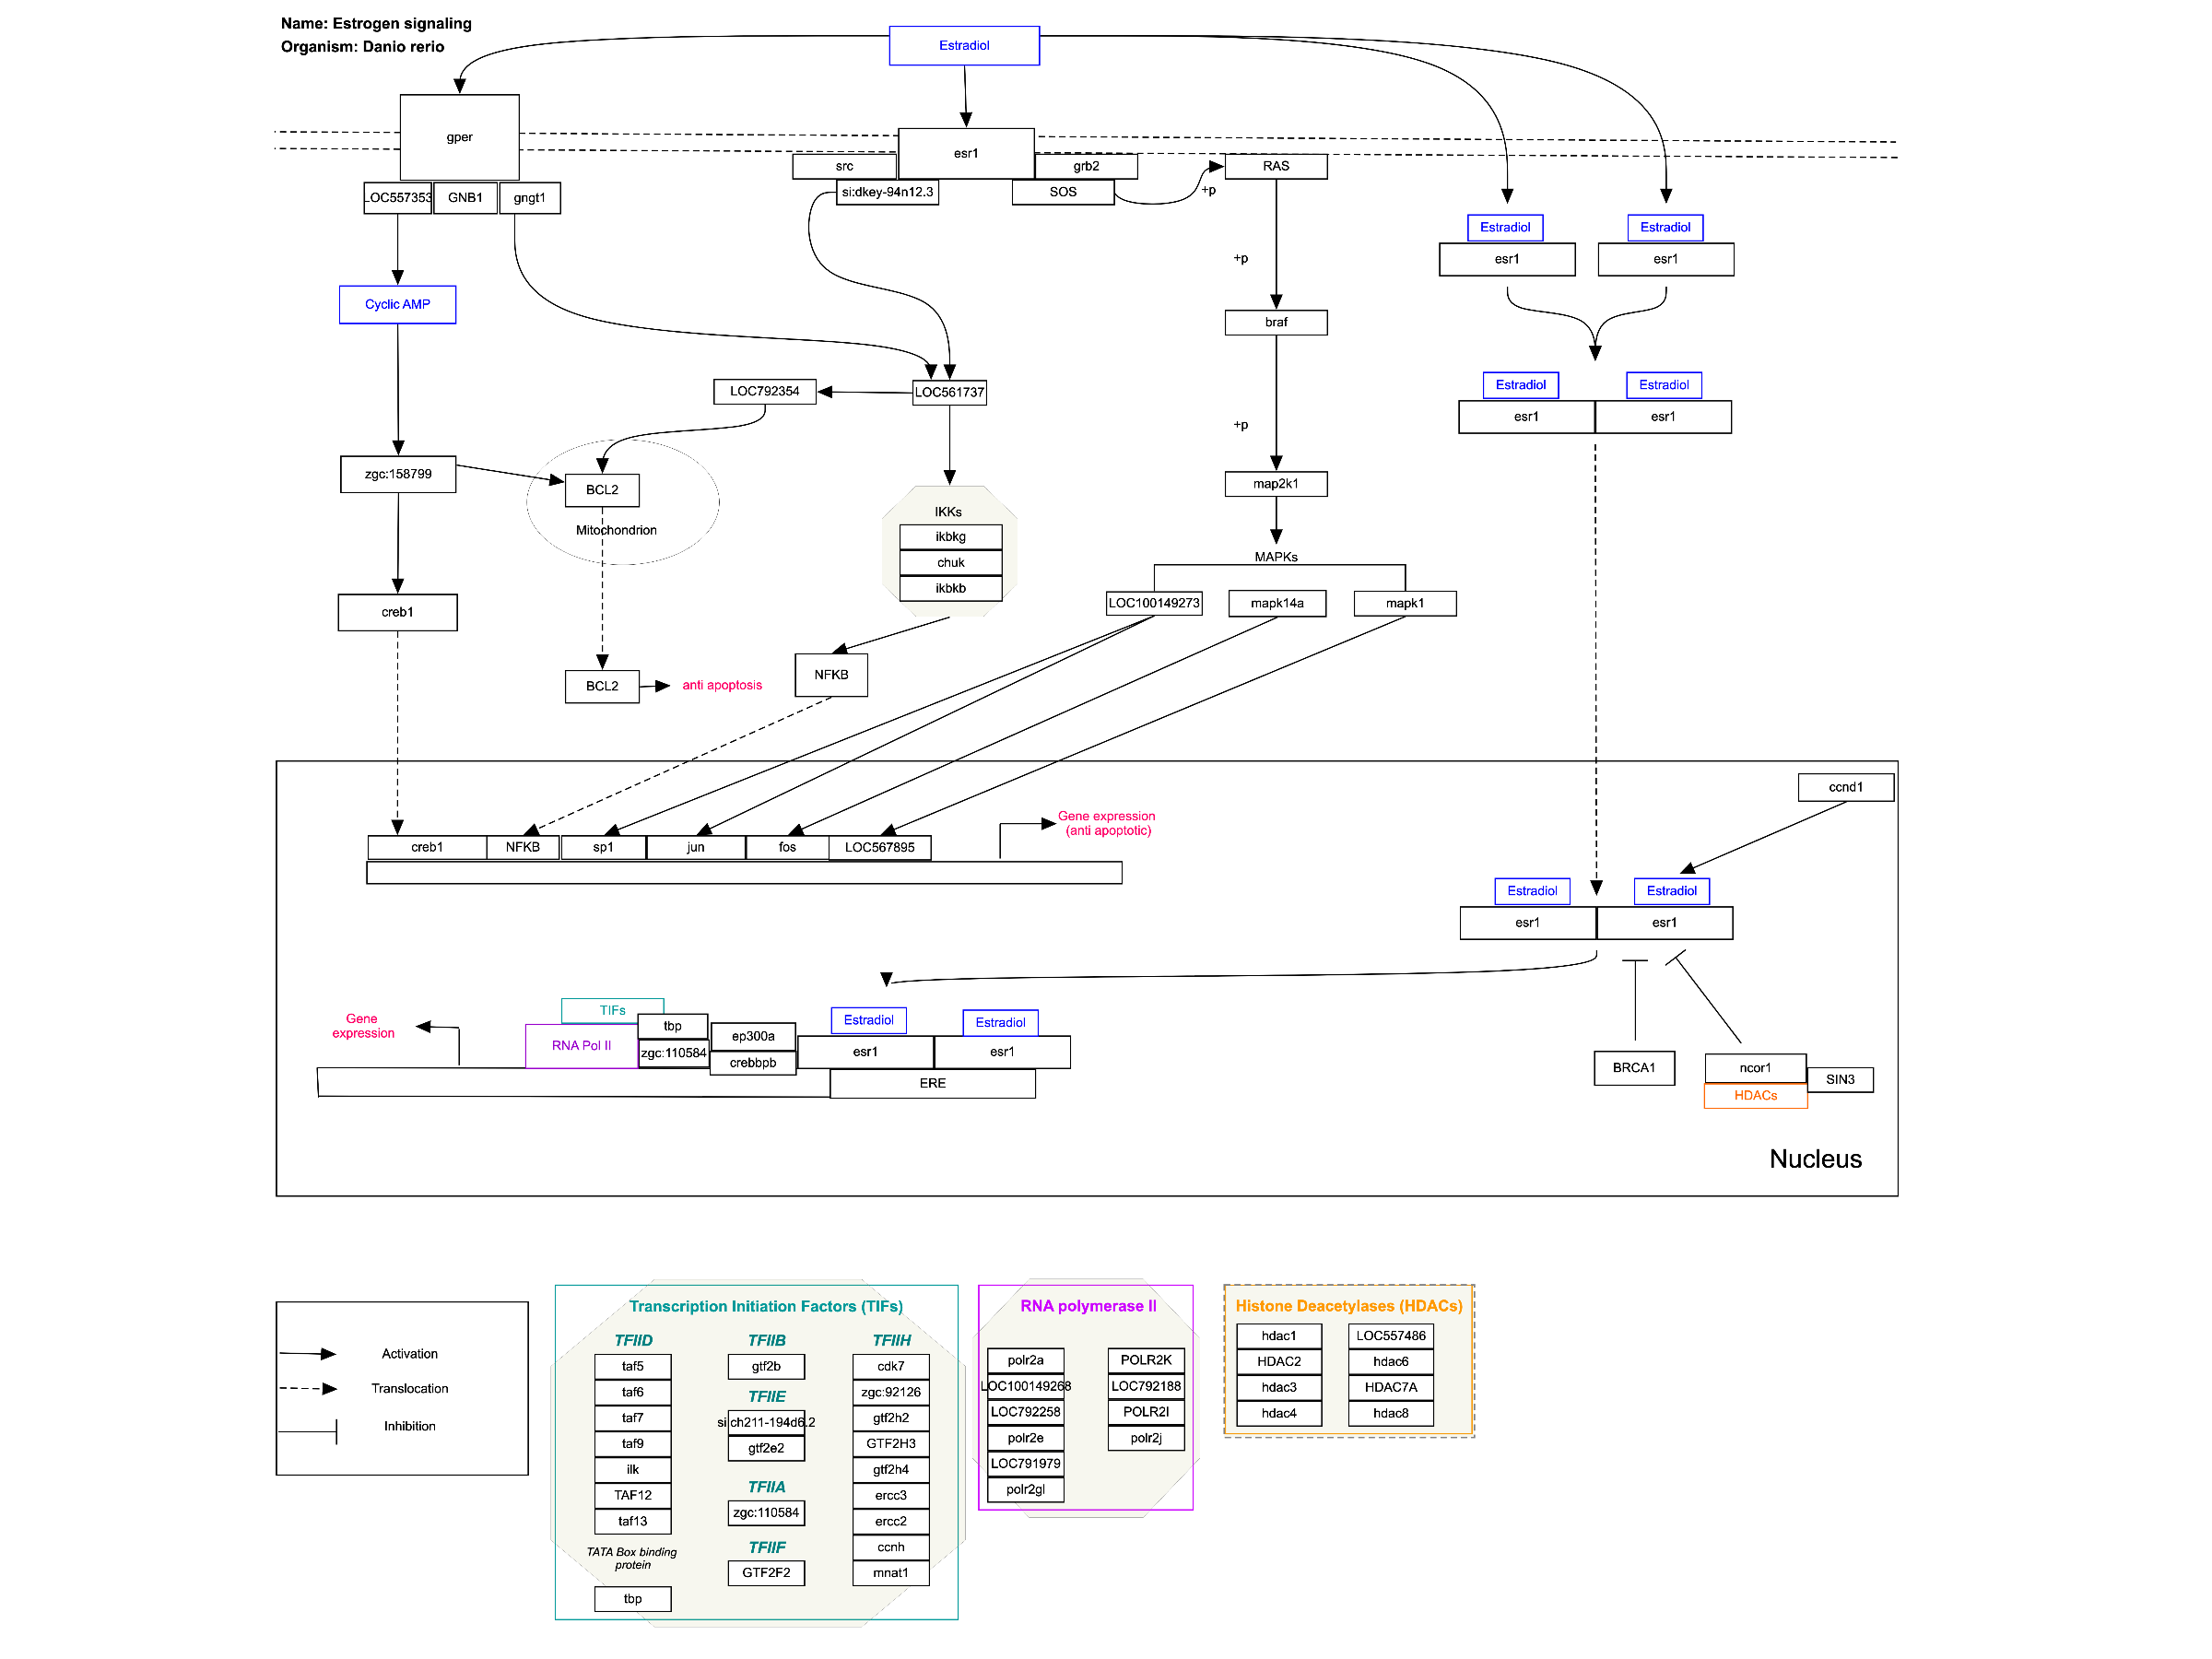 Name: Estrogen signaling
Organism: Danio rerio
Estradiol
gper
esr1
src
grb2
RAS
LOC557353
GNB1
gngt1
si:dkey-94n12.3
SOS
+p
Estradiol
Estradiol
esr1
esr1
+p
Cyclic AMP
braf
LOC792354
LOC561737
Estradiol
Estradiol
esr1
esr1
+p
zgc:158799
BCL2
map2k1
Mitochondrion
IKKs
ikbkg
chuk
ikbkb
MAPKs
LOC100149273
mapk14a
mapk1
creb1
NFKB
BCL2
anti apoptosis
ccnd1
Gene expression
(anti apoptotic)
creb1
NFKB
sp1
jun
fos
LOC567895
Estradiol
Estradiol
esr1
esr1
Gene
expression
TIFs
RNA Pol II
tbp
zgc:110584
ep300a
crebbpb
Estradiol
Estradiol
esr1
esr1
ERE
BRCA1
ncor1
SIN3
HDACs
Nucleus
Activation
Translocation
Inhibition
Transcription Initiation Factors (TIFs)
TFIID
taf5
taf6
taf7
taf9
ilk
TAF12
taf13
TATA Box binding
protein
tbp
TFIIB
gtf2b
TFIIE
si:ch211-194d6.2
gtf2e2
TFIIA
zgc:110584
TFIIF
GTF2F2
TFIIH
cdk7
zgc:92126
gtf2h2
GTF2H3
gtf2h4
ercc3
ercc2
ccnh
mnat1
RNA polymerase II
polr2a
LOC100149268
LOC792258
polr2e
LOC791979
polr2gl
POLR2K
LOC792188
POLR2I
polr2j
Histone Deacetylases (HDACs)
hdac1
HDAC2
hdac3
hdac4
LOC557486
hdac6
HDAC7A
hdac8